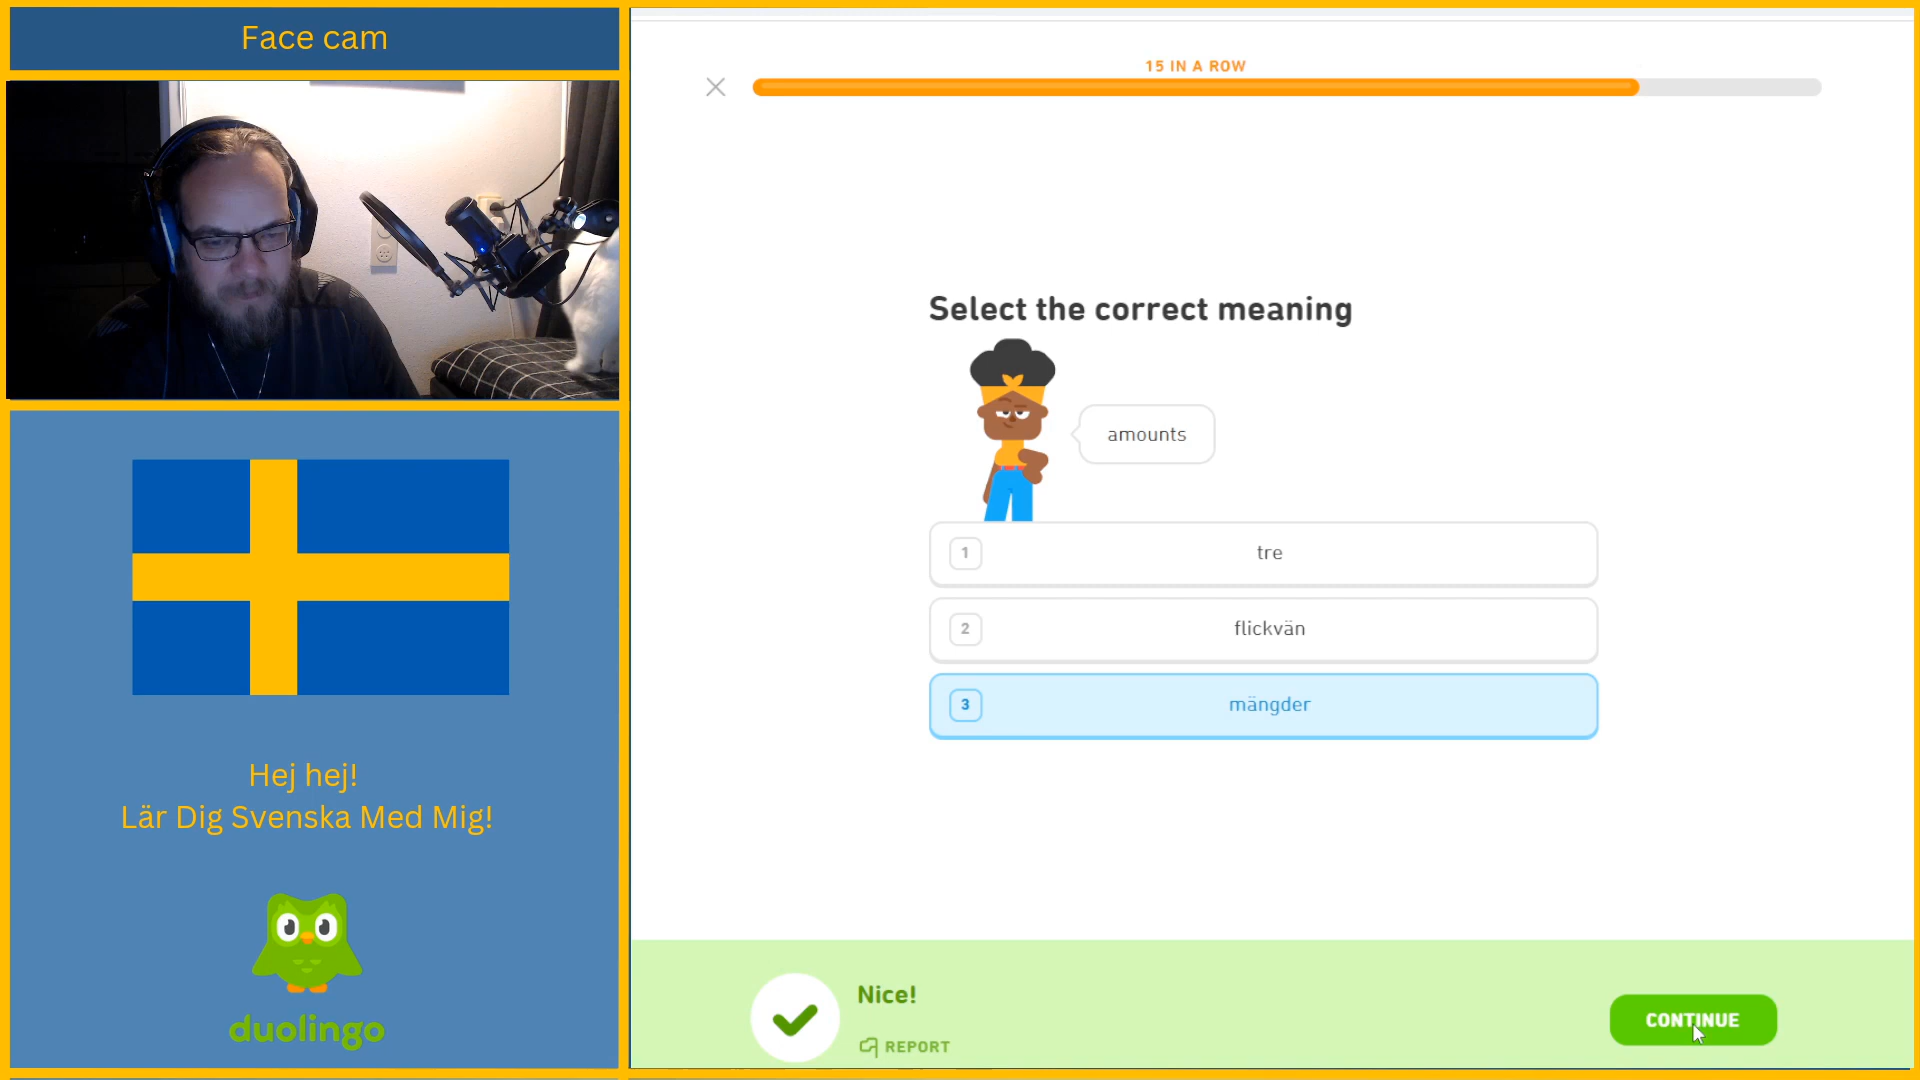 Face cam
Hej hej!
Lär Dig Svenska Med Mig!
duolingo
15 IN A ROW
Select the correct meaning
amounts
1 tre
2 flickvän
3 mängder
Nice!
REPORT
CONTINUE